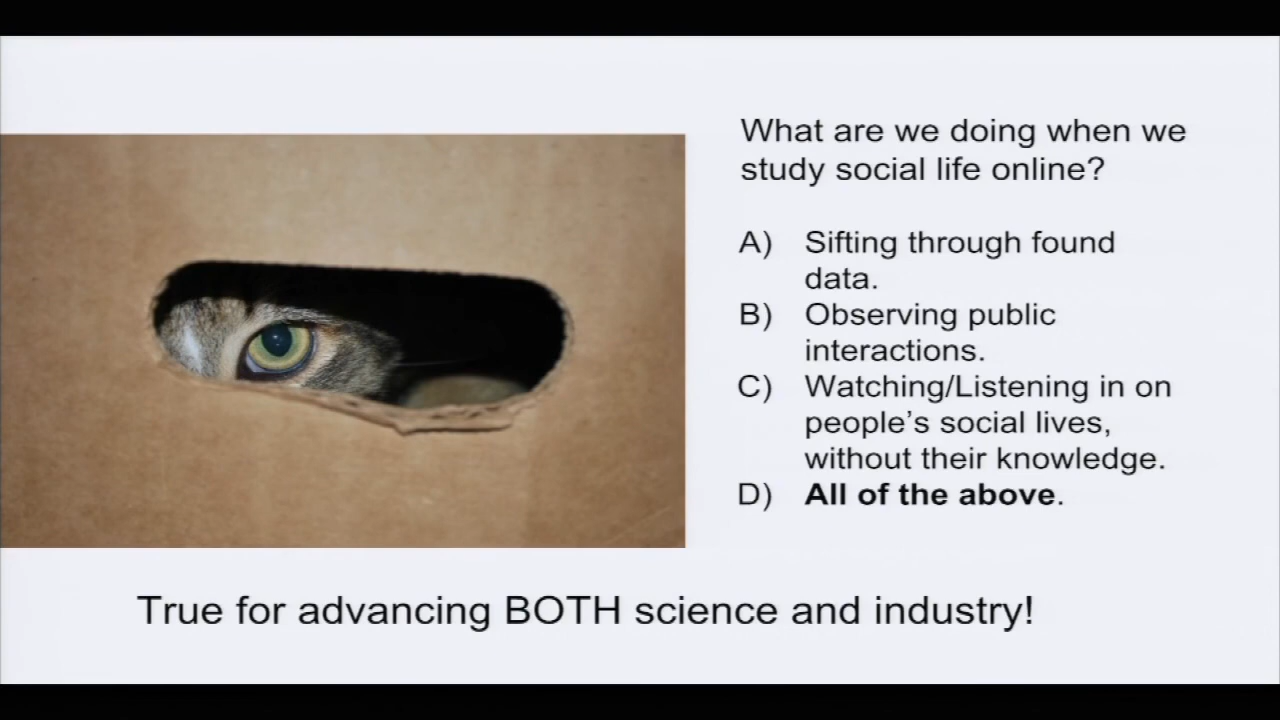 What are we doing when we
study social life online?
A) Sifting through found
data.
B) Observing public
interactions.
C) Watching/Listening in on
people’s social lives,
without their knowledge.
D) All of the above.
True for advancing BOTH science and industry!